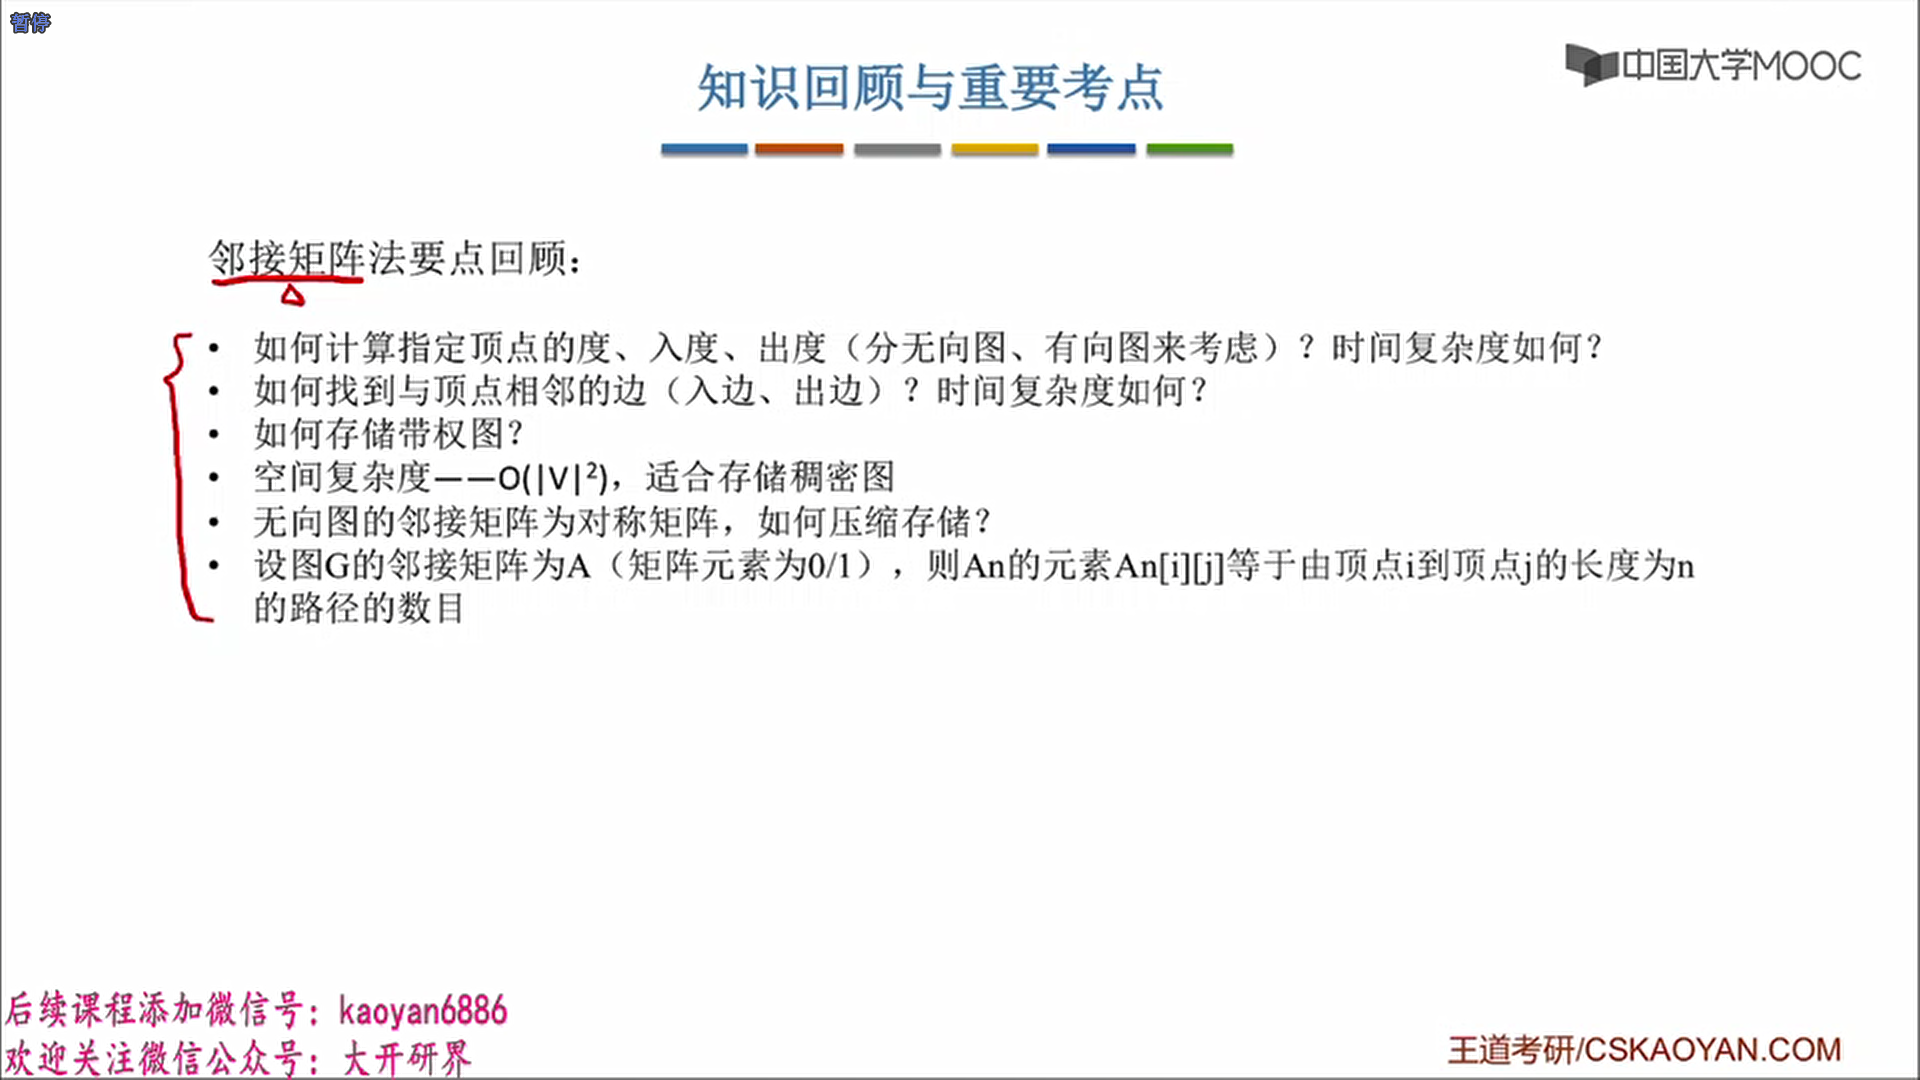 暂停
中国大学MOOC
知识回顾与重要考点
邻接矩阵法要点回顾：
• 如何计算指定顶点的度、入度、出度（分无向图、有向图来考虑）？时间复杂度如何？
• 如何找到与顶点相邻的边（入边、出边）？时间复杂度如何？
• 如何存储带权图？
• 空间复杂度——O(|V|²)，适合存储稠密图
• 无向图的邻接矩阵为对称矩阵，如何压缩存储？
• 设图G的邻接矩阵为A（矩阵元素为0/1），则An的元素An[i][j]等于由顶点i到顶点j的长度为n
的路径的数目
后续课程添加微信号：kaoyan6886
欢迎关注微信公众号：大开研界
王道考研/CSKAOYAN.COM